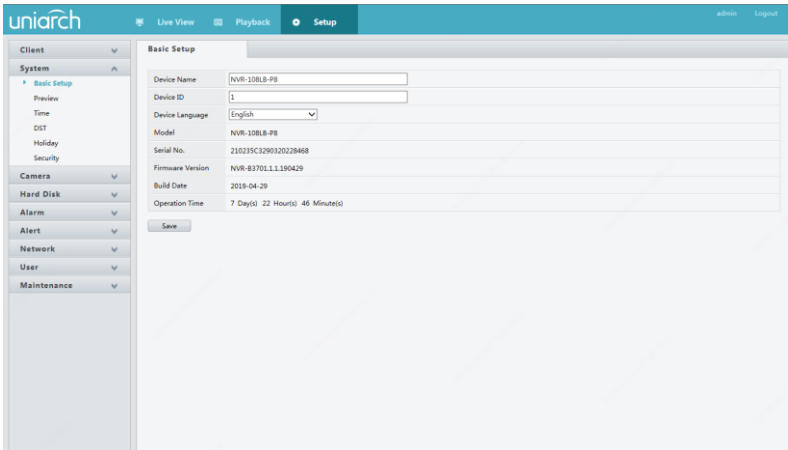 uniarch Live View Playback Setup admin Logout
Client
System
Basic Setup
Preview
Time
DST
Holiday
Security
Camera
Hard Disk
Alarm
Alert
Network
User
Maintenance
Basic Setup
Device Name NVR-108LB-P8
Device ID 1
Device Language English
Model NVR-108LB-P8
Serial No. 210235C3290320228468
Firmware Version NVR-B3701.1.1.190429
Build Date 2019-04-29
Operation Time 7 Day(s) 22 Hour(s) 46 Minute(s)
Save